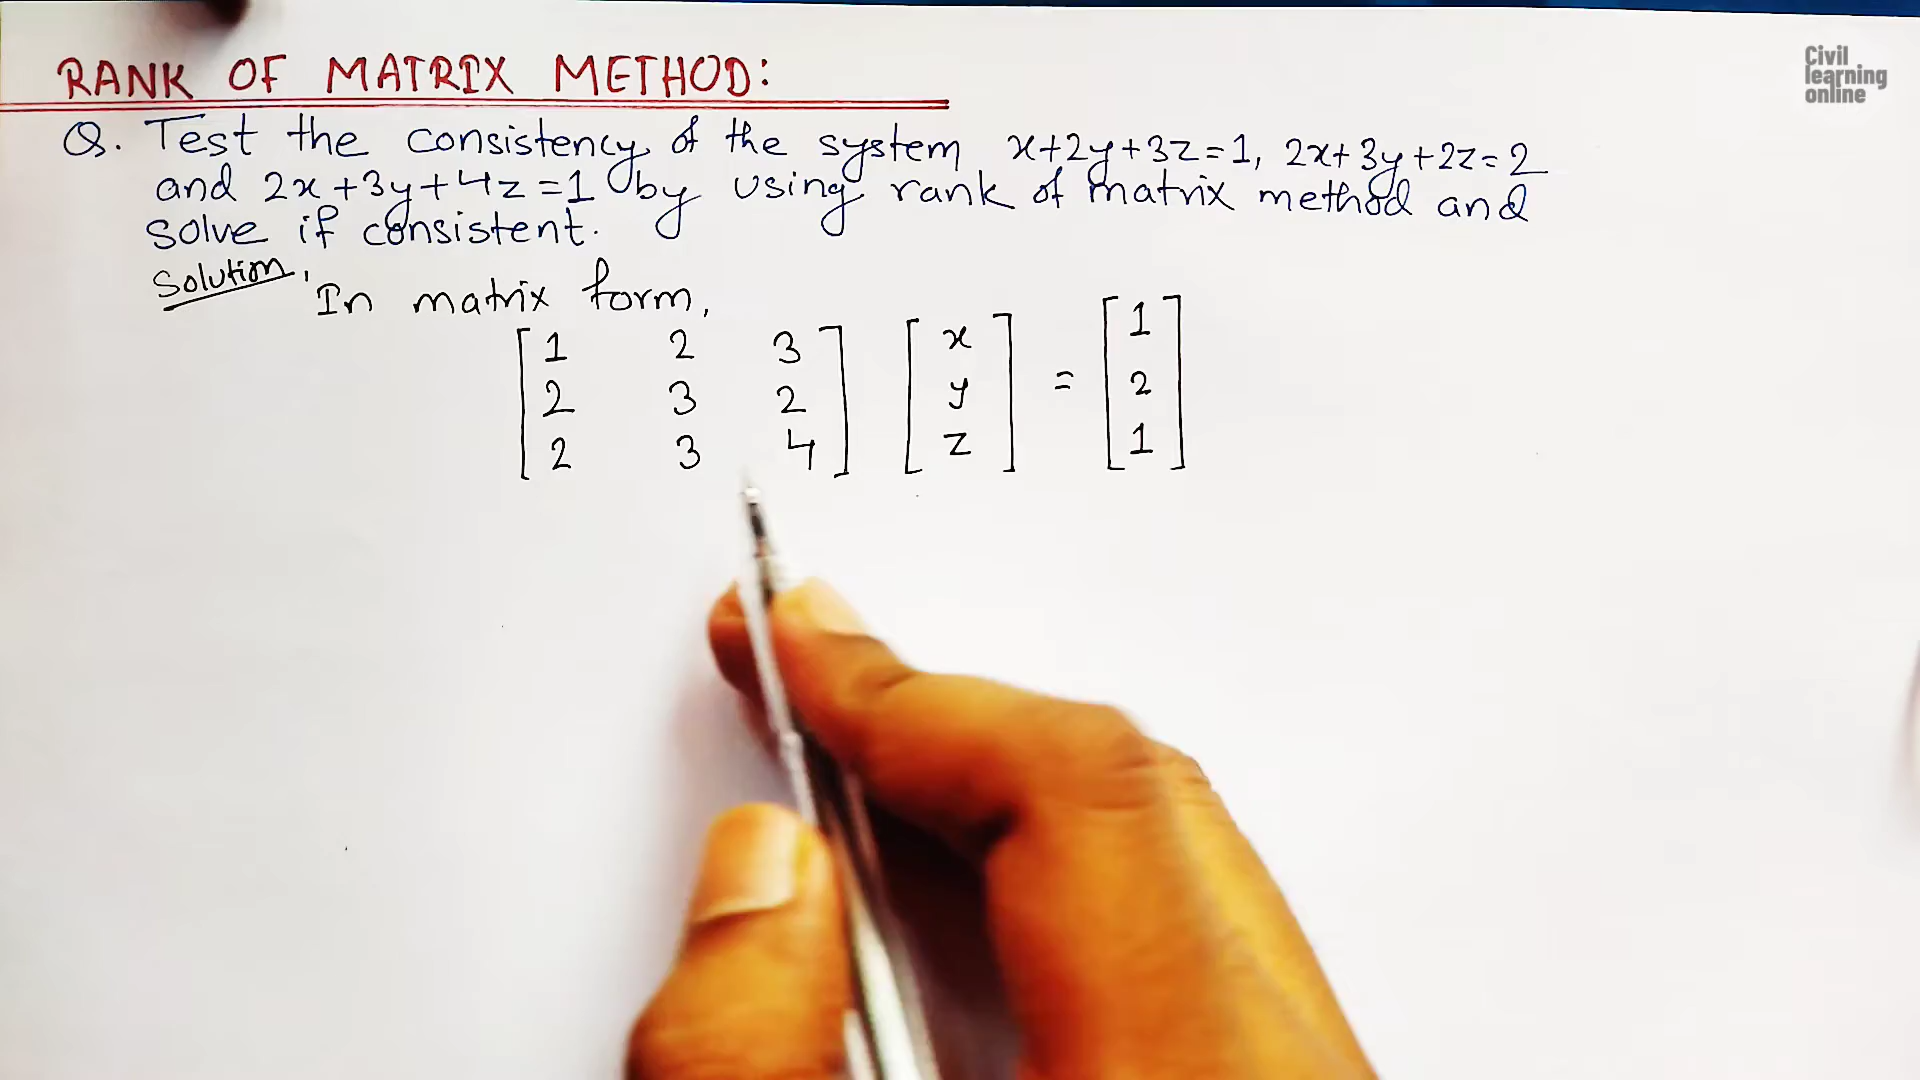 RANK OF MATRIX METHOD:
Civil
learning
online
Q. Test the consistency of the system x+2y+3z=1, 2x+3y+2z=2
and 2x+3y+4z=1 by using rank of matrix method and
solve if consistent.
Solution,
In matrix form,
[1 2 3] [x] = [1]
[2 3 2] [y] [2]
[2 3 4] [z] [1]